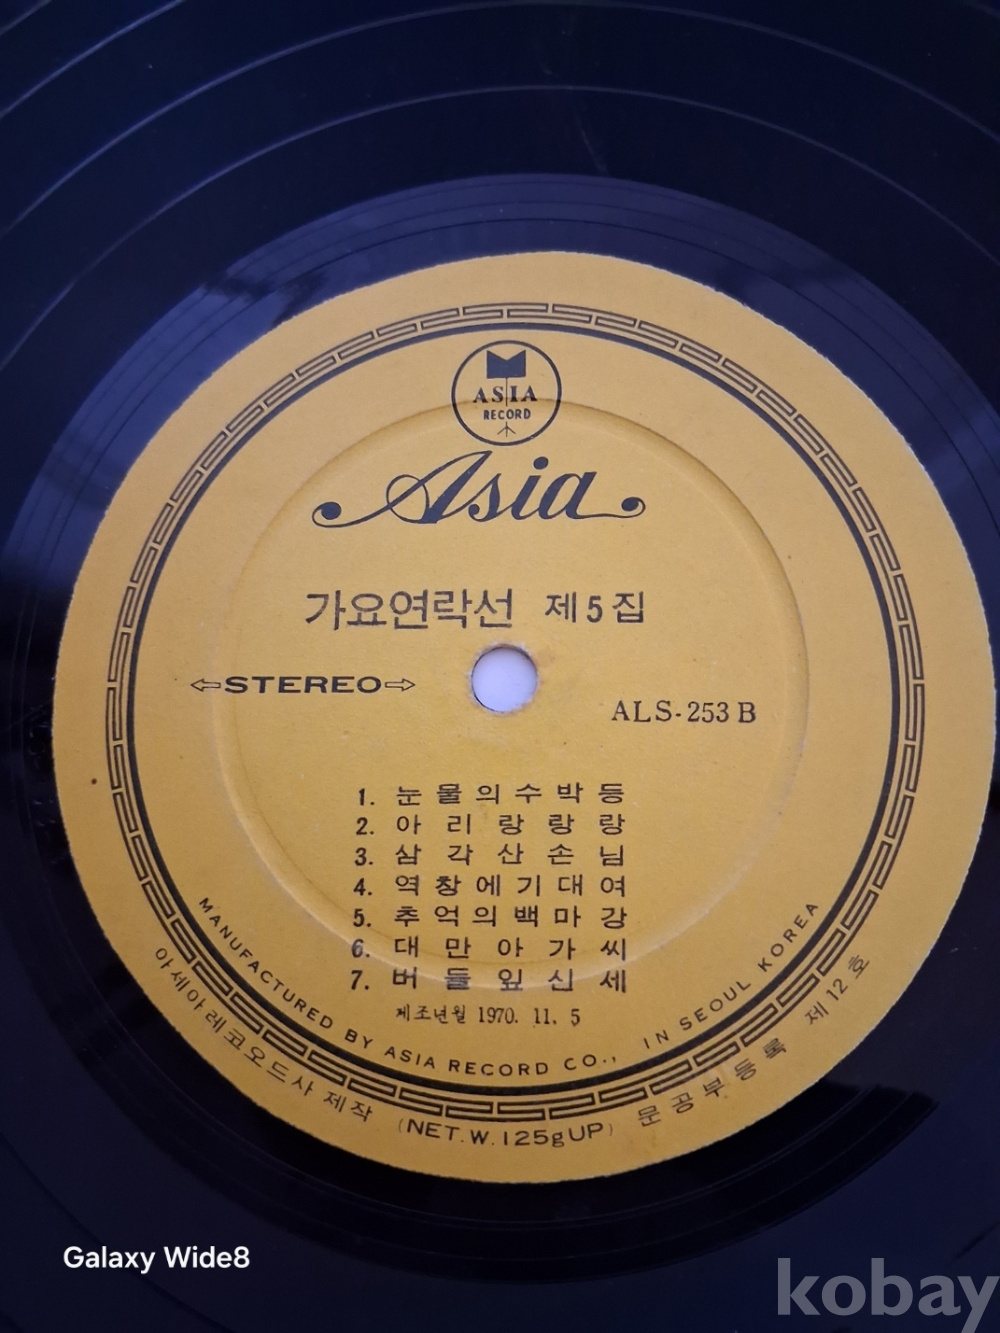 ASIA
RECORD
Asia
가요연락선 제5집
⇦STEREO⇨
ALS-253 B
1. 눈물의수박등
2. 아리랑랑랑
3. 삼각산손님
4. 역창에기대여
5. 추억의백마강
6. 대만아가씨
7. 버들잎신세
제조년월 1970. 11. 5
MANUFACTURED BY ASIA RECORD CO., IN SEOUL KOREA
아세아레코오드사 제작 (NET.W.125gUP) 문공부등록 제12호
Galaxy Wide8
kobay